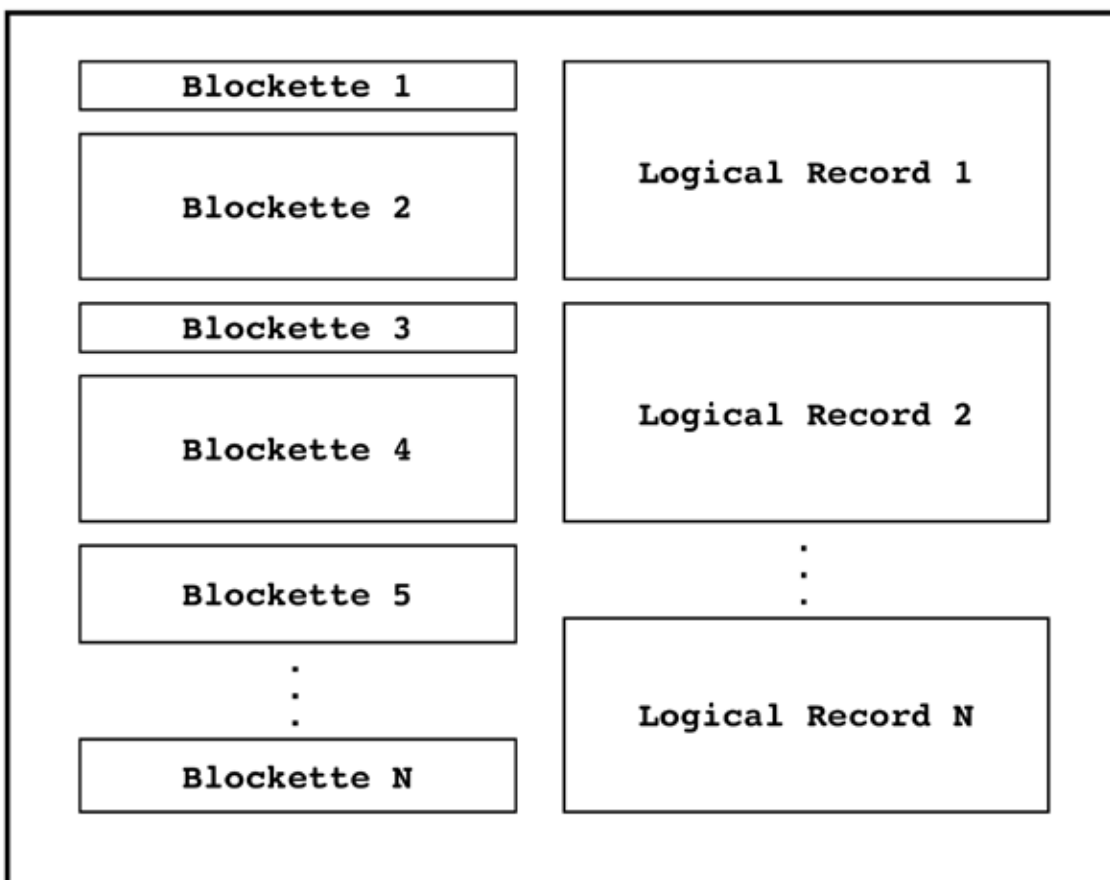 Blockette 1
Blockette 2
Blockette 3
Blockette 4
Blockette 5
.
.
.
Blockette N
Logical Record 1
Logical Record 2
.
.
.
Logical Record N